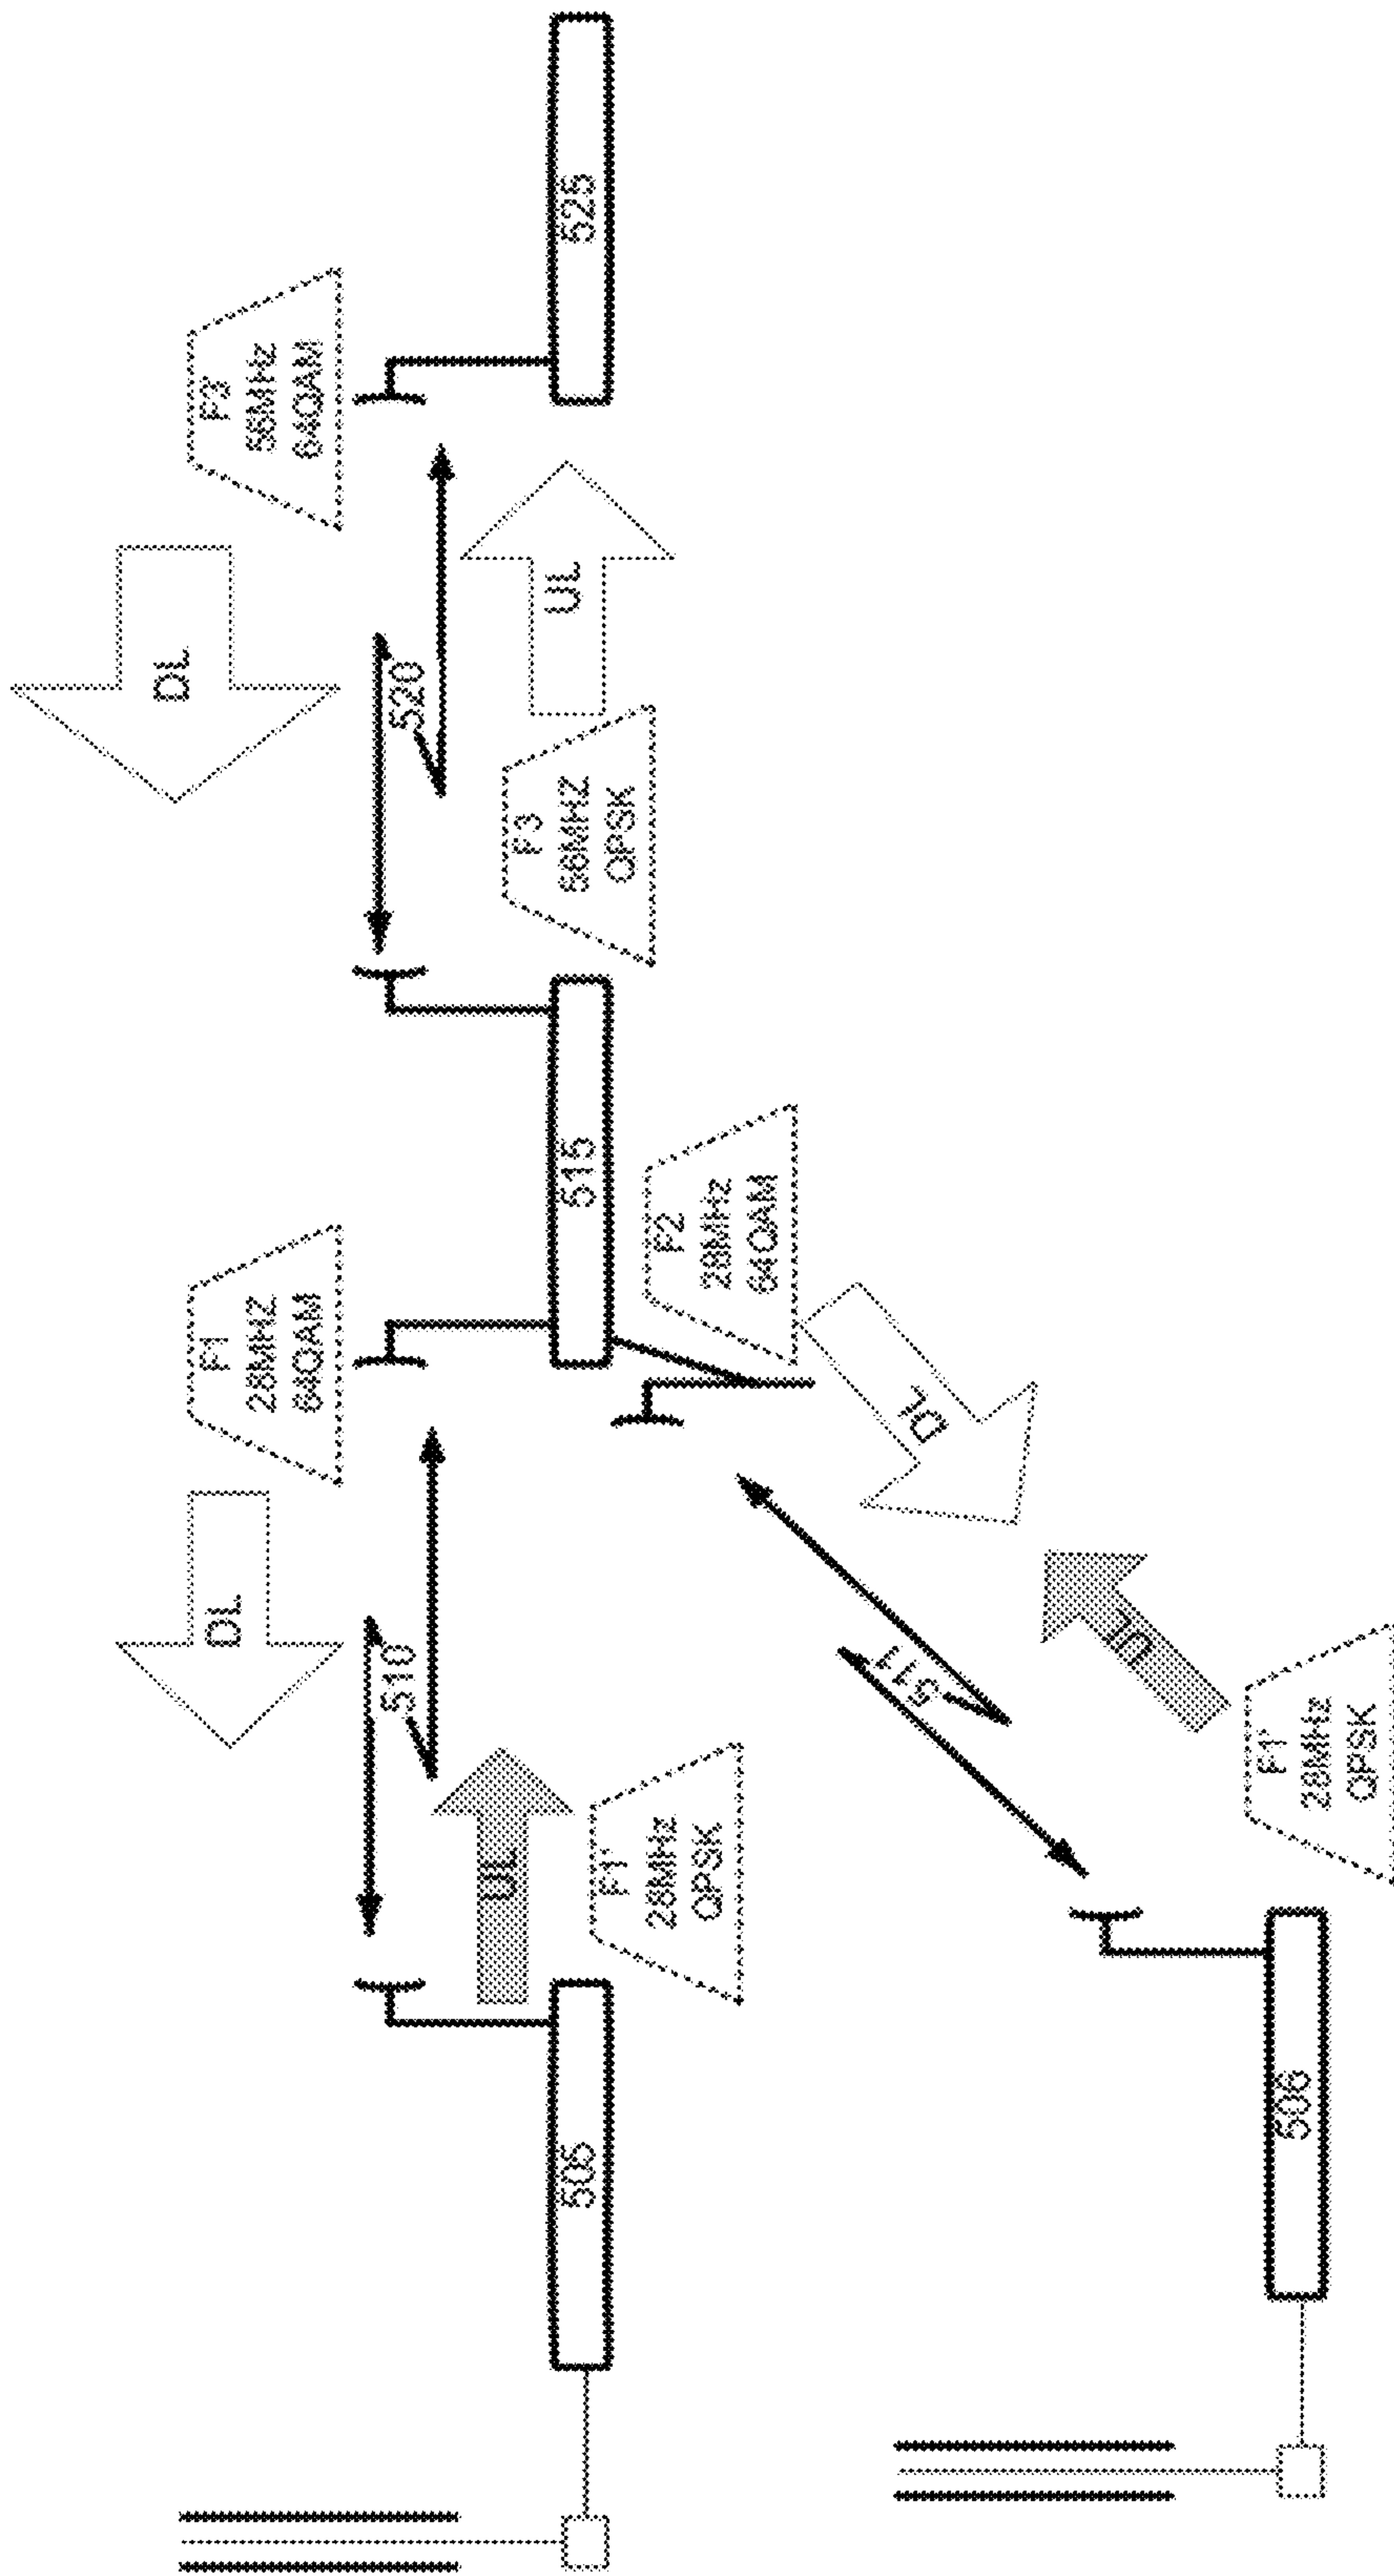 DL
F1
28MHZ
64QAM
DL
F3'
56MHz
64QAM
510
520
UL
UL
F3
56MHZ
QPSK
505
515
525
F1'
28MHz
QPSK
F2
28MHz
64QAM
DL
511
UL
F1'
28MHz
QPSK
506